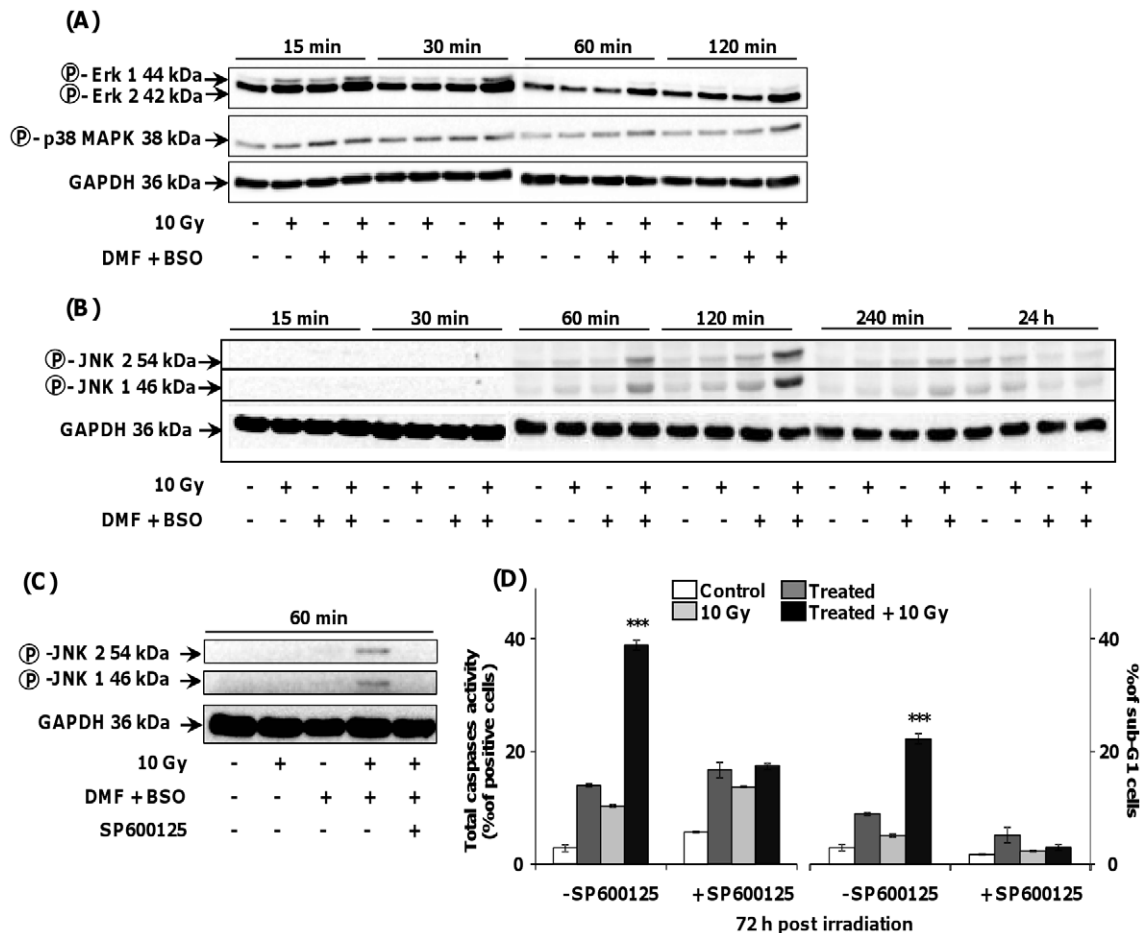 (A)
15 min 30 min 60 min 120 min
Ⓟ- Erk 1 44 kDa
Ⓟ- Erk 2 42 kDa
Ⓟ- p38 MAPK 38 kDa
GAPDH 36 kDa
10 Gy - + - + - + - + - + - + - + - +
DMF + BSO - - + + - - + + - - + + - - + +
(B)
15 min 30 min 60 min 120 min 240 min 24 h
Ⓟ- JNK 2 54 kDa
Ⓟ- JNK 1 46 kDa
GAPDH 36 kDa
10 Gy - + - + - + - + - + - + - + - + - + - + - + - +
DMF + BSO - - + + - - + + - - + + - - + + - - + + - - + +
(C)
60 min
Ⓟ -JNK 2 54 kDa
Ⓟ -JNK 1 46 kDa
GAPDH 36 kDa
10 Gy - + - + +
DMF + BSO - - + + +
SP600125 - - - - +
(D)
Control Treated
10 Gy Treated + 10 Gy
Total caspases activity
(% of positive cells)
40
20
0
*** ***
40
20
0
% of sub-G1 cells
-SP600125 +SP600125 -SP600125 +SP600125
72 h post irradiation